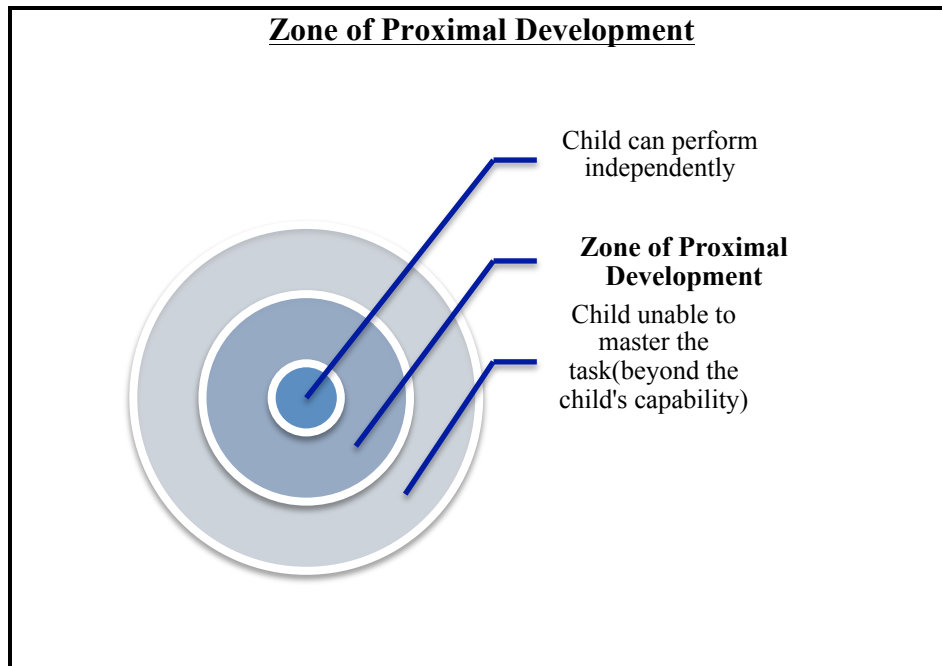 Zone of Proximal Development
Child can perform
independently
Zone of Proximal
Development
Child unable to
master the
task(beyond the
child's capability)